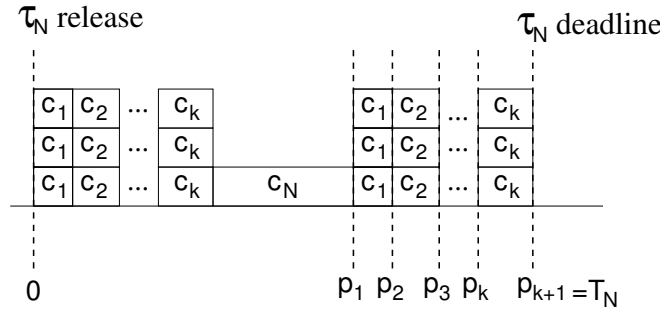 τN release τN deadline
c1 c2 ... ck c1 c2 ... ck
c1 c2 ... ck c1 c2 ... ck
c1 c2 ... ck cN c1 c2 ... ck
0 p1 p2 p3 pk pk+1 =TN